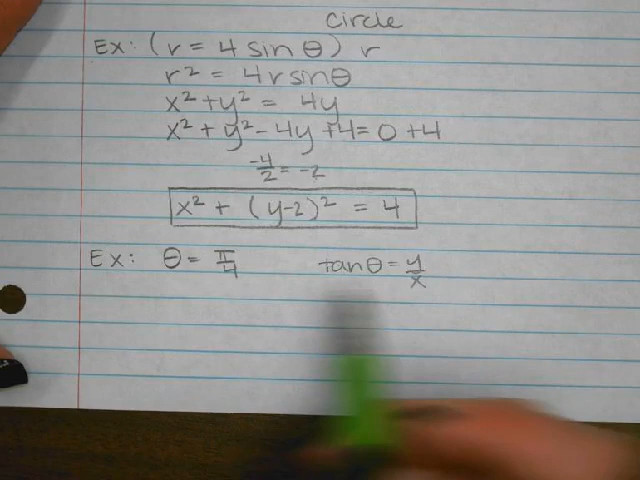 circle
Ex: (r = 4 sin θ) r
r² = 4r sin θ
x² + y² = 4y
x² + y² - 4y + 4 = 0 + 4
-4/2 = -2
x² + (y-2)² = 4
Ex: θ = π/4 tan θ = y/x